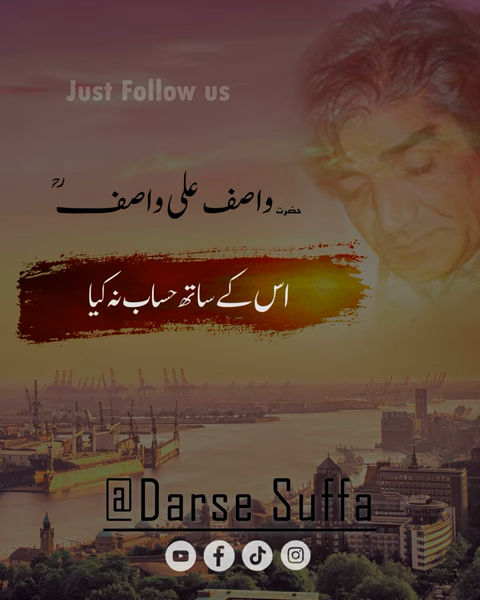 Just Follow us
حضرت واصف علی واصفؒ
اس کے ساتھ حساب نہ کیا
@Darse Suffa